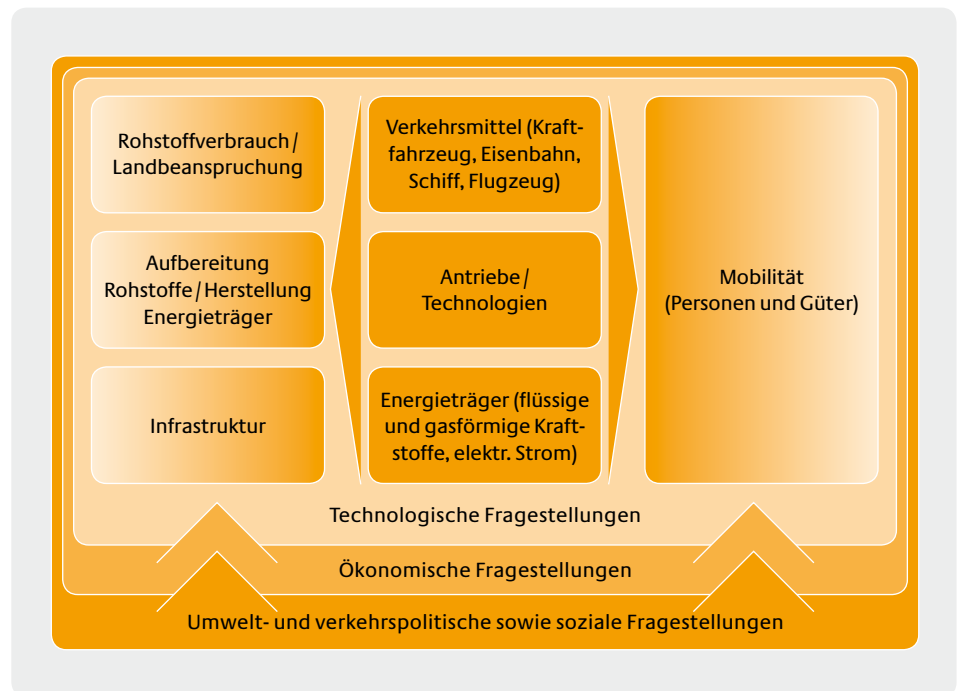 Rohstoffverbrauch /
Landbeanspruchung
Aufbereitung
Rohstoffe / Herstellung
Energieträger
Infrastruktur
Verkehrsmittel (Kraft-
fahrzeug, Eisenbahn,
Schiff, Flugzeug)
Antriebe /
Technologien
Energieträger (flüssige
und gasförmige Kraft-
stoffe, elektr. Strom)
Mobilität
(Personen und Güter)
Technologische Fragestellungen
Ökonomische Fragestellungen
Umwelt- und verkehrspolitische sowie soziale Fragestellungen